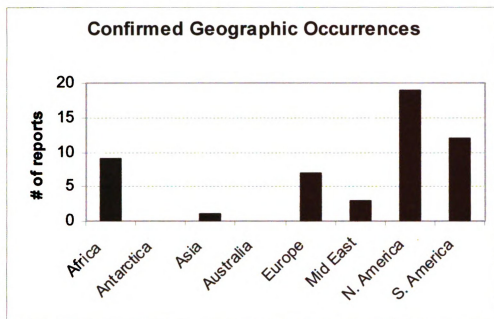 Confirmed Geographic Occurrences
# of reports
20
15
10
5
0
Africa
Antarctica
Asia
Australia
Europe
Mid East
N. America
S. America